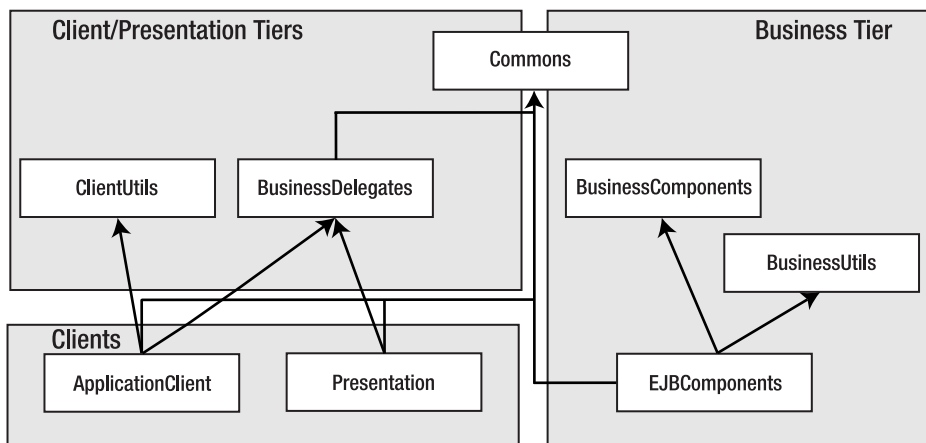 Client/Presentation Tiers
Business Tier
Commons
ClientUtils
BusinessDelegates
BusinessComponents
BusinessUtils
Clients
ApplicationClient
Presentation
EJBComponents